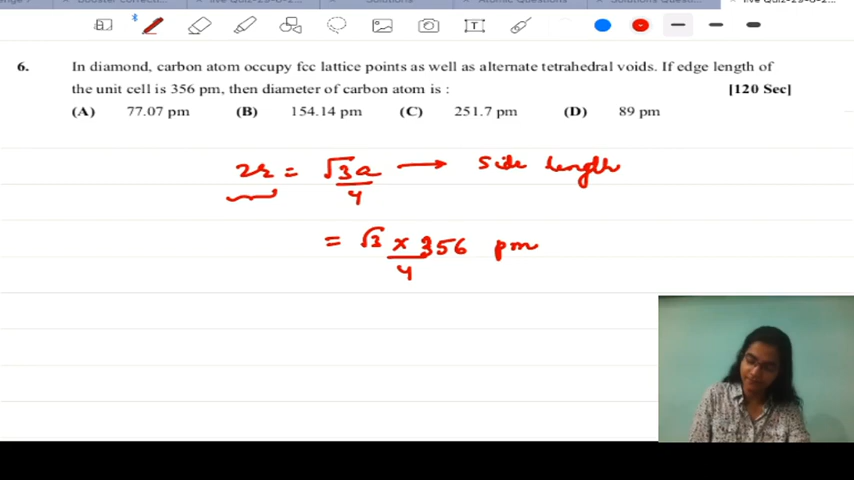 6. In diamond, carbon atom occupy fcc lattice points as well as alternate tetrahedral voids. If edge length of
the unit cell is 356 pm, then diameter of carbon atom is : [120 Sec]
(A) 77.07 pm (B) 154.14 pm (C) 251.7 pm (D) 89 pm
2r = √3a/4 → side length
= √3 × 356/4 pm